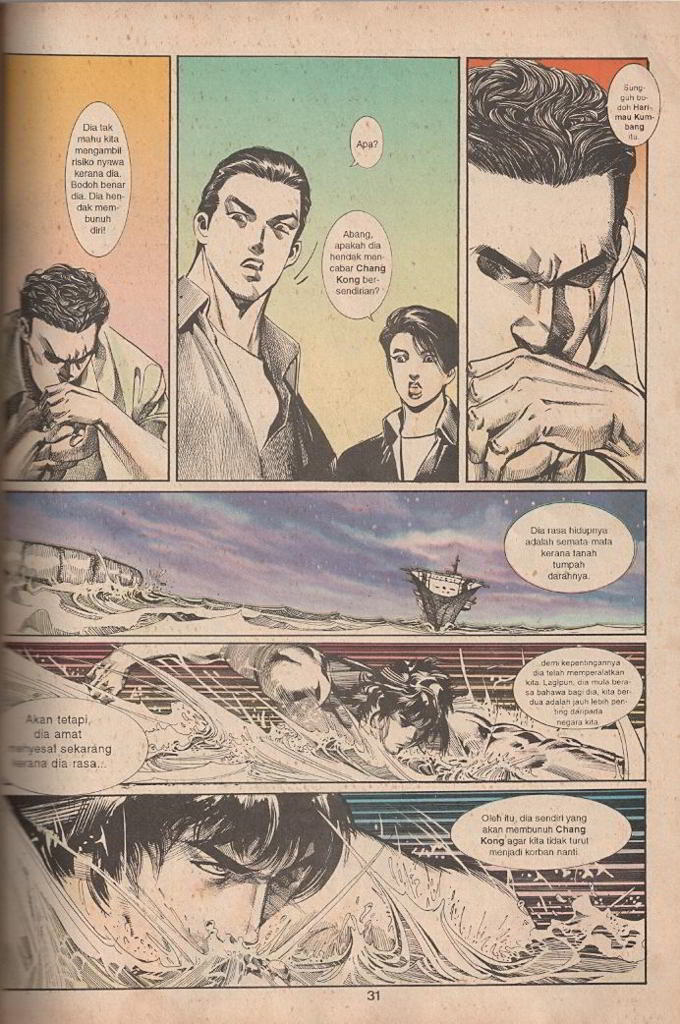 Dia tak
mahu kita
mengambil
risiko nyawa
kerana dia.
Bodoh benar
dia. Dia hen-
dak mem-
bunuh
diri!
Apa?
Abang,
apakah dia
hendak men-
cabar Chang
Kong ber-
sendirian?
Sung-
guh bo-
doh Hari-
mau Kum-
bang
itu.
Dia rasa hidupnya
adalah semata-mata
kerana tanah
tumpah
darahnya.
Akan tetapi,
dia amat
menyesal sekarang
kerana dia rasa...
..demi kepentingannya
dia telah memperalatkan
kita. Lagipun, dia mula bera-
sa bahawa bagi dia, kita ber-
dua adalah jauh lebih pen-
ting daripada
negara kita.
Oleh itu, dia sendiri yang
akan membunuh Chang
Kong agar kita tidak turut
menjadi korban nanti.
31